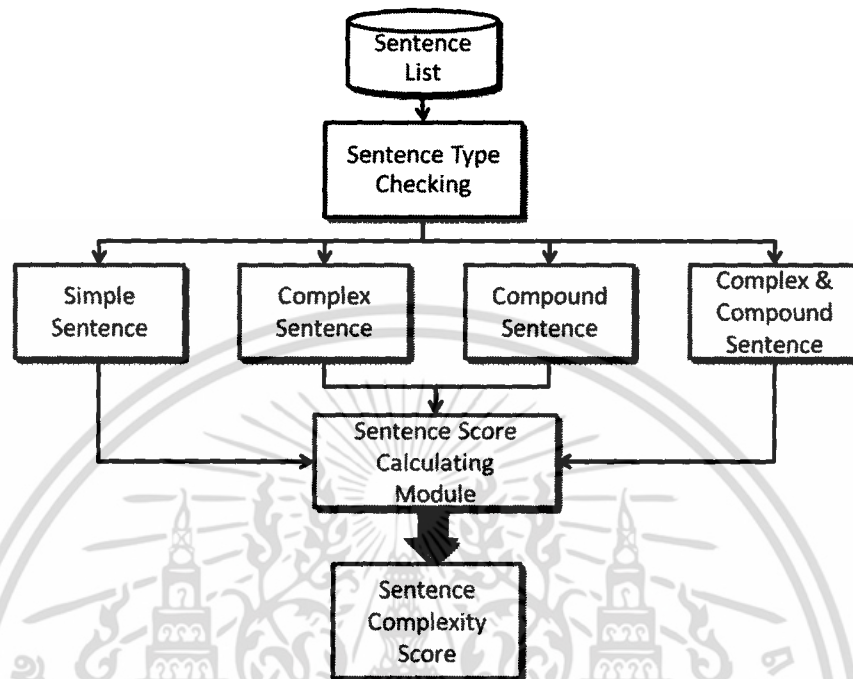 Sentence
List
Sentence Type
Checking
Simple
Sentence
Complex
Sentence
Compound
Sentence
Complex &
Compound
Sentence
Sentence Score
Calculating
Module
Sentence
Complexity
Score